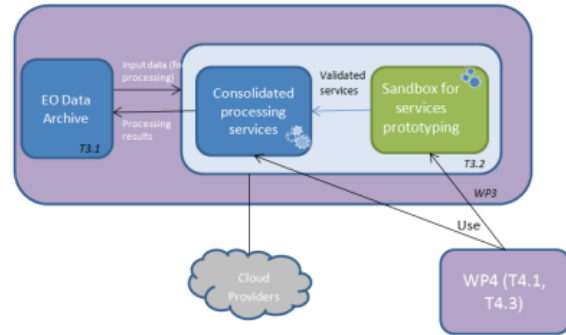 Input data (for
processing)
EO Data
Archive
Processing
results
T3.1
Consolidated
processing
services
Validated
services
Sandbox for
services
prototyping
T3.2
WP3
Use
Cloud
Providers
WP4 (T4.1,
T4.3)